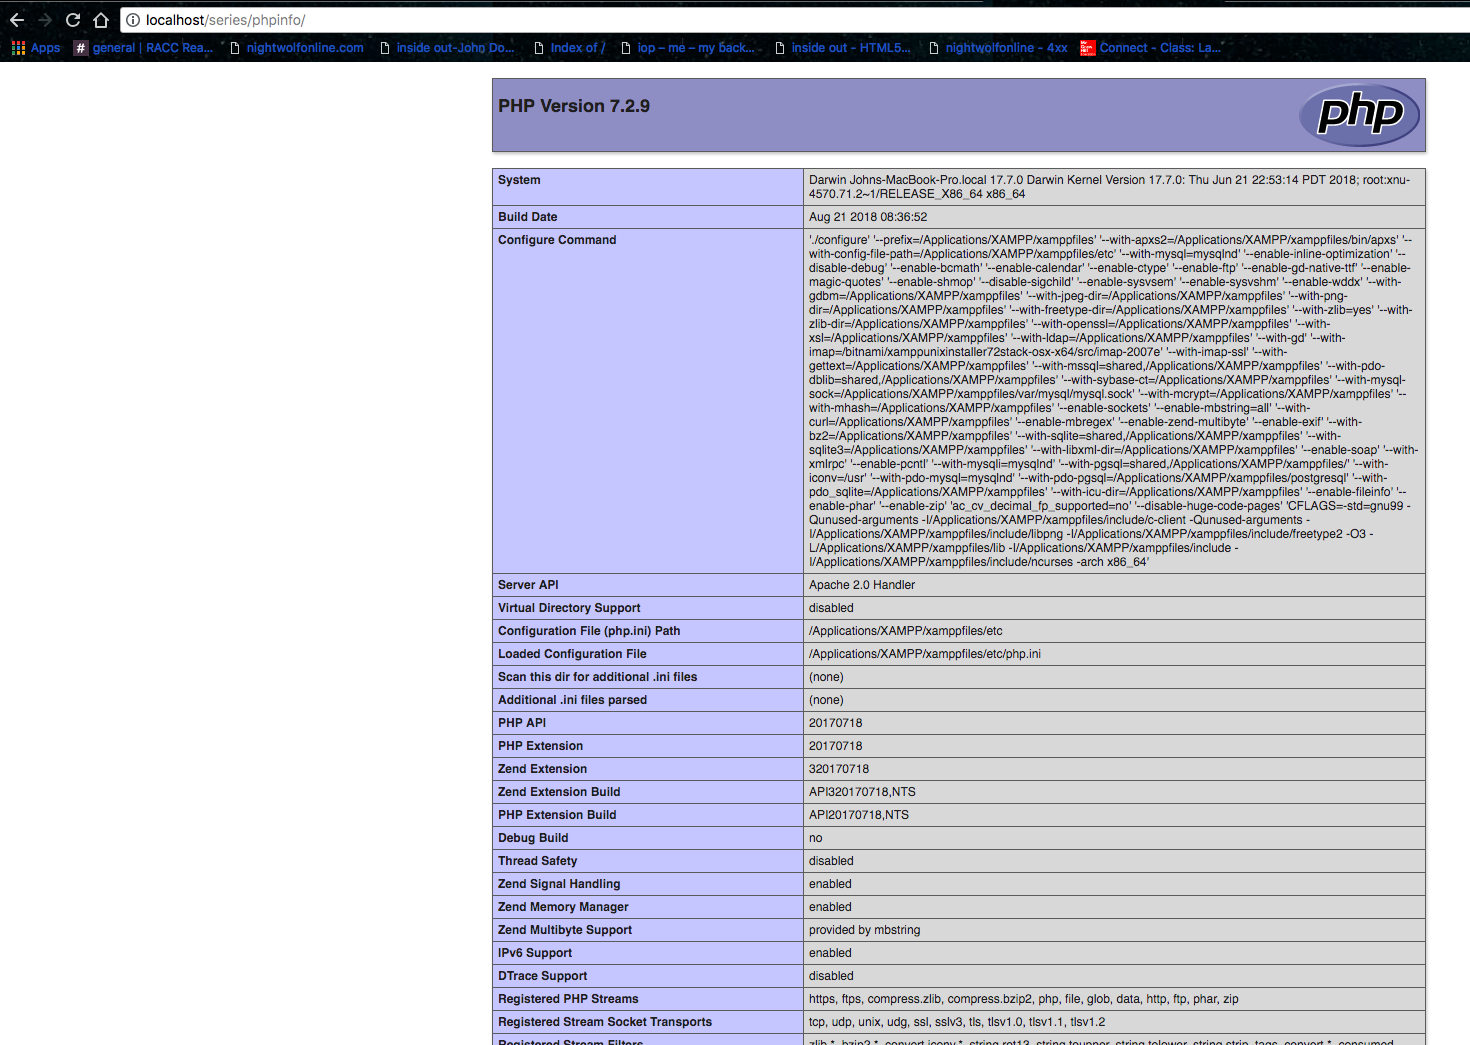 localhost/series/phpinfo/
Apps
# general | RACC Rea...
nightwolfonline.com
inside out-John Do...
Index of /
iop – me – my back...
inside out - HTML5...
nightwolfonline - 4xx
Connect - Class: La...
PHP Version 7.2.9
php
System
Darwin Johns-MacBook-Pro.local 17.7.0 Darwin Kernel Version 17.7.0: Thu Jun 21 22:53:14 PDT 2018; root:xnu-
4570.71.2~1/RELEASE_X86_64 x86_64
Build Date
Aug 21 2018 08:36:52
Configure Command
'./configure' '--prefix=/Applications/XAMPP/xamppfiles' '--with-apxs2=/Applications/XAMPP/xamppfiles/bin/apxs' '--
with-config-file-path=/Applications/XAMPP/xamppfiles/etc' '--with-mysql=mysqlnd' '--enable-inline-optimization' '--
disable-debug' '--enable-bcmath' '--enable-calendar' '--enable-ctype' '--enable-ftp' '--enable-gd-native-ttf' '--enable-
magic-quotes' '--enable-shmop' '--disable-sigchild' '--enable-sysvsem' '--enable-sysvshm' '--enable-wddx' '--with-
gdbm=/Applications/XAMPP/xamppfiles' '--with-jpeg-dir=/Applications/XAMPP/xamppfiles' '--with-png-
dir=/Applications/XAMPP/xamppfiles' '--with-freetype-dir=/Applications/XAMPP/xamppfiles' '--with-zlib=yes' '--with-
zlib-dir=/Applications/XAMPP/xamppfiles' '--with-openssl=/Applications/XAMPP/xamppfiles' '--with-
xsl=/Applications/XAMPP/xamppfiles' '--with-ldap=/Applications/XAMPP/xamppfiles' '--with-gd' '--with-
imap=/bitnami/xamppunixinstaller72stack-osx-x64/src/imap-2007e' '--with-imap-ssl' '--with-
gettext=/Applications/XAMPP/xamppfiles' '--with-mssql=shared,/Applications/XAMPP/xamppfiles' '--with-pdo-
dblib=shared,/Applications/XAMPP/xamppfiles' '--with-sybase-ct=/Applications/XAMPP/xamppfiles' '--with-mysql-
sock=/Applications/XAMPP/xamppfiles/var/mysql/mysql.sock' '--with-mcrypt=/Applications/XAMPP/xamppfiles' '--
with-mhash=/Applications/XAMPP/xamppfiles' '--enable-sockets' '--enable-mbstring=all' '--with-
curl=/Applications/XAMPP/xamppfiles' '--enable-mbregex' '--enable-zend-multibyte' '--enable-exif' '--with-
bz2=/Applications/XAMPP/xamppfiles' '--with-sqlite=shared,/Applications/XAMPP/xamppfiles' '--with-
sqlite3=/Applications/XAMPP/xamppfiles' '--with-libxml-dir=/Applications/XAMPP/xamppfiles' '--enable-soap' '--with-
xmlrpc' '--enable-pcntl' '--with-mysqli=mysqlnd' '--with-pgsql=shared,/Applications/XAMPP/xamppfiles/' '--with-
iconv=/usr' '--with-pdo-mysql=mysqlnd' '--with-pdo-pgsql=/Applications/XAMPP/xamppfiles/postgresql' '--with-
pdo_sqlite=/Applications/XAMPP/xamppfiles' '--with-icu-dir=/Applications/XAMPP/xamppfiles' '--enable-fileinfo' '--
enable-phar' '--enable-zip' 'ac_cv_decimal_fp_supported=no' '--disable-huge-code-pages' 'CFLAGS=-std=gnu99 -
Qunused-arguments -I/Applications/XAMPP/xamppfiles/include/c-client -Qunused-arguments -
I/Applications/XAMPP/xamppfiles/include/libpng -I/Applications/XAMPP/xamppfiles/include/freetype2 -O3 -
L/Applications/XAMPP/xamppfiles/lib -I/Applications/XAMPP/xamppfiles/include -
I/Applications/XAMPP/xamppfiles/include/ncurses -arch x86_64'
Server API
Apache 2.0 Handler
Virtual Directory Support
disabled
Configuration File (php.ini) Path
/Applications/XAMPP/xamppfiles/etc
Loaded Configuration File
/Applications/XAMPP/xamppfiles/etc/php.ini
Scan this dir for additional .ini files
(none)
Additional .ini files parsed
(none)
PHP API
20170718
PHP Extension
20170718
Zend Extension
320170718
Zend Extension Build
API320170718,NTS
PHP Extension Build
API20170718,NTS
Debug Build
no
Thread Safety
disabled
Zend Signal Handling
enabled
Zend Memory Manager
enabled
Zend Multibyte Support
provided by mbstring
IPv6 Support
enabled
DTrace Support
disabled
Registered PHP Streams
https, ftps, compress.zlib, compress.bzip2, php, file, glob, data, http, ftp, phar, zip
Registered Stream Socket Transports
tcp, udp, unix, udg, ssl, sslv3, tls, tlsv1.0, tlsv1.1, tlsv1.2
Registered Stream Filters
zlib.*, bzip2.*, convert.iconv.*, string.rot13, string.toupper, string.tolower, string.strip_tags, convert.*, consumed,